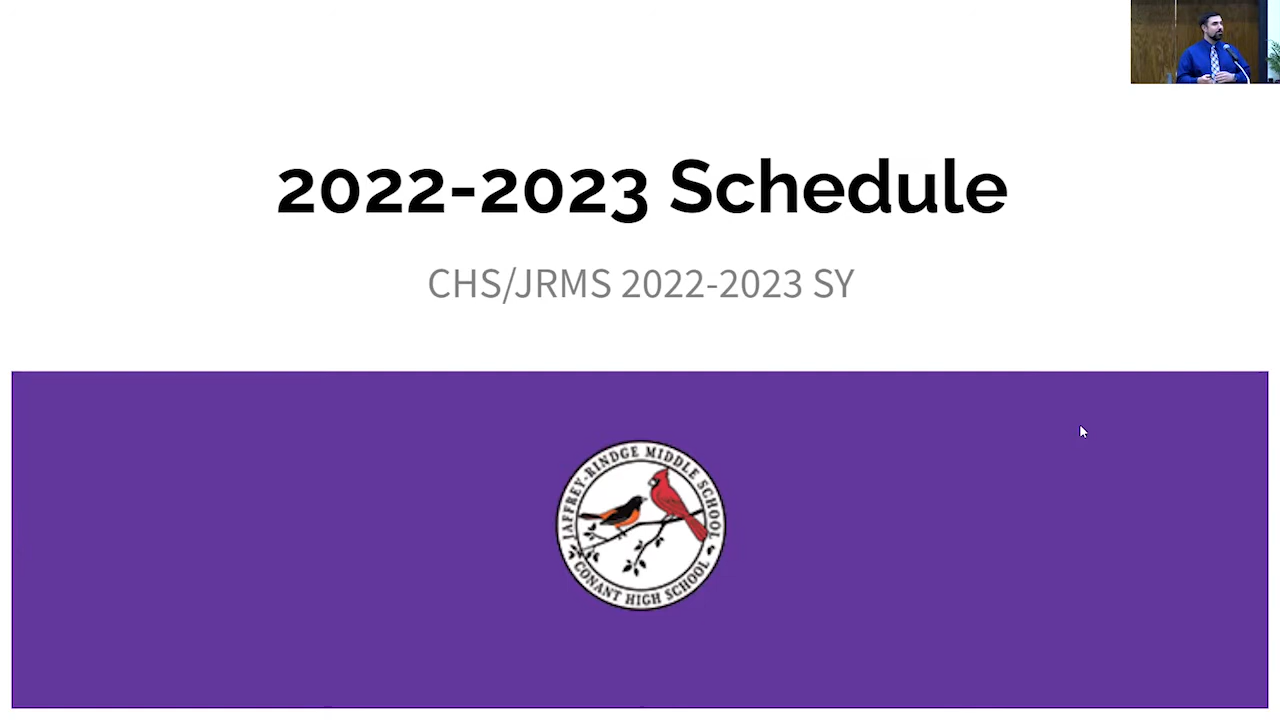 2022-2023 Schedule
CHS/JRMS 2022-2023 SY
JAFFREY-RINDGE MIDDLE SCHOOL
CONANT HIGH SCHOOL